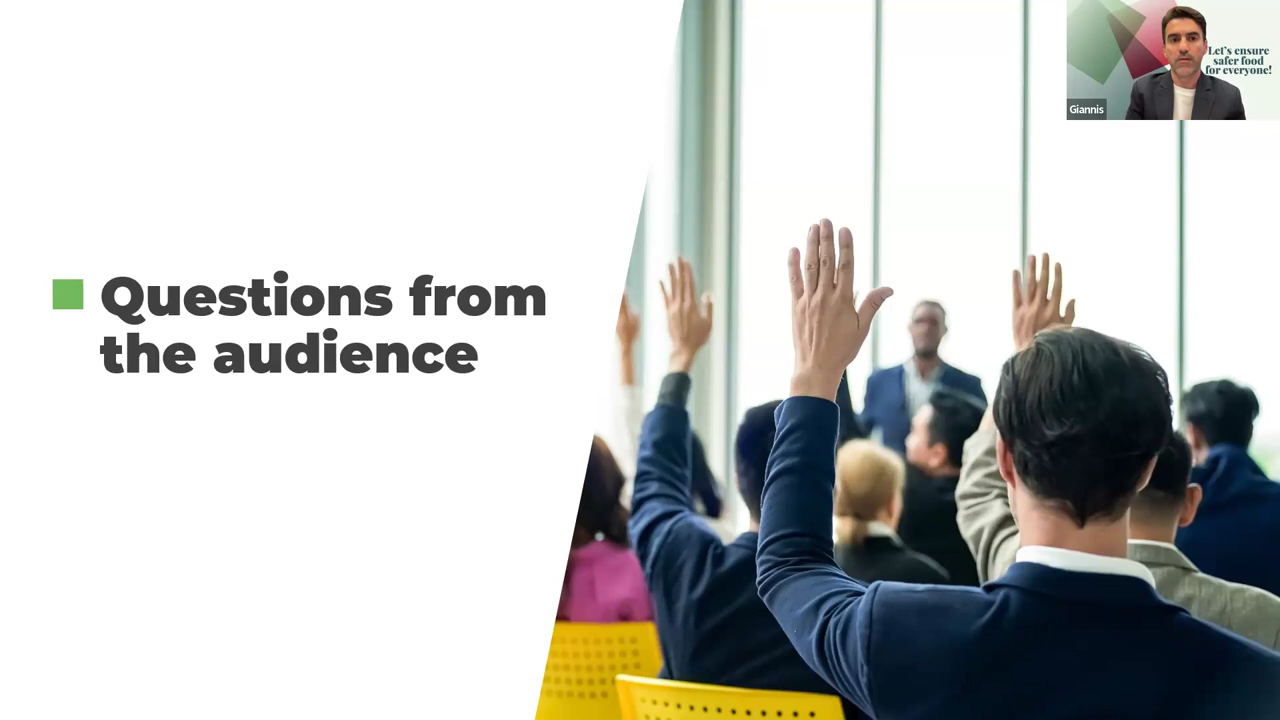 Questions from
the audience
Let's ensure
safer food
for everyone!
Giannis